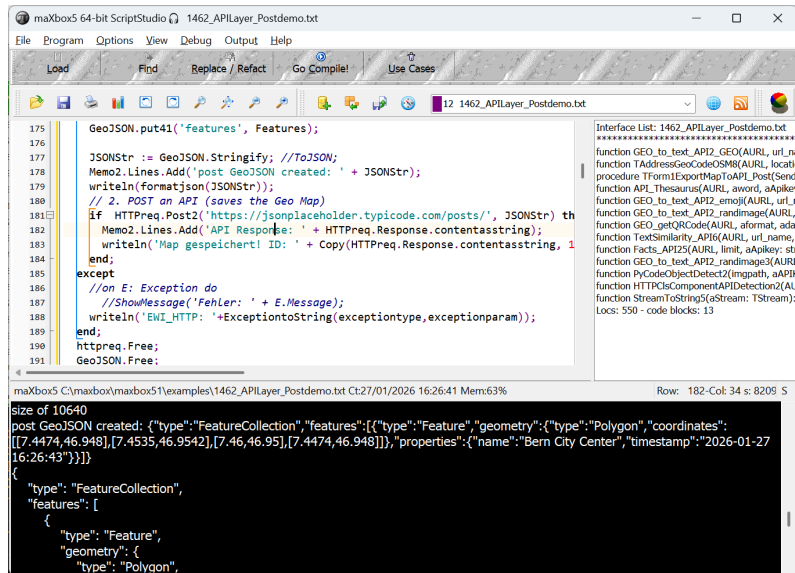 maXbox5 64-bit ScriptStudio 1462_APILayer_Postdemo.txt
File Program Options View Debug Output Help
Load Find Replace / Refact Go Compile! Use Cases
12 1462_APILayer_Postdemo.txt
175 GeoJSON.put41('features', Features);
176
177 JSONStr := GeoJSON.Stringify; //ToJSON;
178 Memo2.Lines.Add('post GeoJSON created: ' + JSONStr);
179 writeln(formatjson(JSONStr));
180 // 2. POST an API (saves the Geo Map)
181 if HTTPreq.Post2('https://jsonplaceholder.typicode.com/posts/', JSONStr) th
182 Memo2.Lines.Add('API Response: ' + HTTPreq.Response.contentasstring);
183 writeln('Map gespeichert! ID: ' + Copy(HTTPreq.Response.contentasstring, 1
184 end;
185 except
186 //on E: Exception do
187 //ShowMessage('Fehler: ' + E.Message);
188 writeln('EWI_HTTP: '+ExceptiontoString(exceptiontype,exceptionparam));
189 end;
190 httpreq.Free;
191 GeoJSON.Free;
Interface List: 1462_APILayer_Postdemo.txt
function GEO_to_text_API2_GEO(AURL, url_n
function TAddressGeoCodeOSM8(AURL, locati
procedure TForm1ExportMapToAPI_Post(Send
function API_Thesaurus(AURL, aword, aApike
function GEO_to_text_API2_emoji(AURL, url_
function GEO_to_text_API2_randimage(AURL,
function GEO_getQRCode(AURL, aformat, ada
function TextSimilarity_API6(AURL, url_name,
function Facts_API25(AURL, limit, aApikey: str
function GEO_to_text_API2_randimage3(AURL
function PyCodeObjectDetect2(imgpath, aAPIK
function HTTPClsComponentAPIDetection2(AU
function StreamToString5(aStream: TStream):
Locs: 550 - code blocks: 13
maXbox5 C:\maxbox\maxbox51\examples\1462_APILayer_Postdemo.txt Ct:27/01/2026 16:26:41 Mem:63% Row: 182-Col: 34 s: 8209 S
size of 10640
post GeoJSON created: {"type":"FeatureCollection","features":[{"type":"Feature","geometry":{"type":"Polygon","coordinates":
[[7.4474,46.948],[7.4535,46.9542],[7.46,46.95],[7.4474,46.948]]},"properties":{"name":"Bern City Center","timestamp":"2026-01-27
16:26:43"}}]}
{
"type": "FeatureCollection",
"features": [
{
"type": "Feature",
"geometry": {
"type": "Polygon",